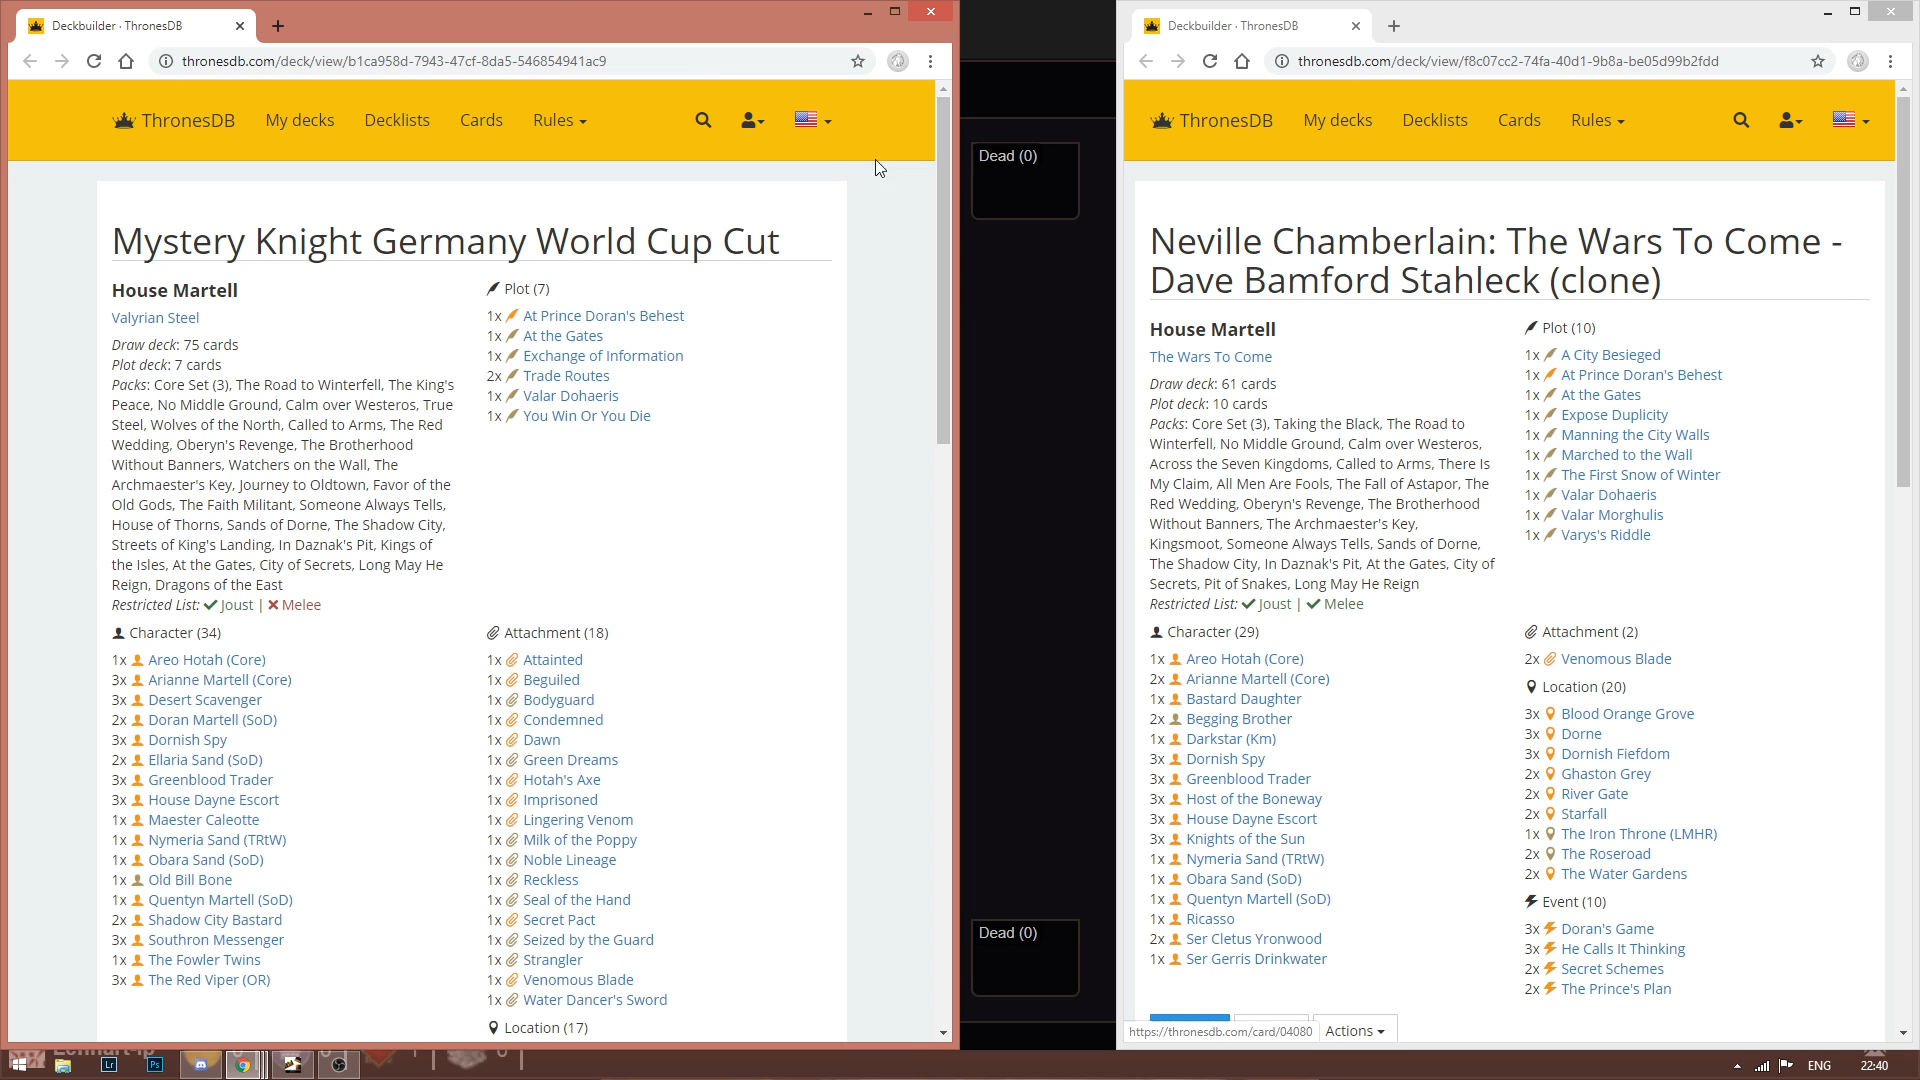 Deckbuilder · ThronesDB
thronesdb.com/deck/view/b1ca958d-7943-47cf-8da5-546854941ac9
ThronesDB
My decks
Decklists
Cards
Rules
Mystery Knight Germany World Cup Cut
House Martell
Valyrian Steel
Draw deck: 75 cards
Plot deck: 7 cards
Packs: Core Set (3), The Road to Winterfell, The King's
Peace, No Middle Ground, Calm over Westeros, True
Steel, Wolves of the North, Called to Arms, The Red
Wedding, Oberyn's Revenge, The Brotherhood
Without Banners, Watchers on the Wall, The
Archmaester's Key, Journey to Oldtown, Favor of the
Old Gods, The Faith Militant, Someone Always Tells,
House of Thorns, Sands of Dorne, The Shadow City,
Streets of King's Landing, In Daznak's Pit, Kings of
the Isles, At the Gates, City of Secrets, Long May He
Reign, Dragons of the East
Restricted List: Joust | Melee
Plot (7)
1x At Prince Doran's Behest
1x At the Gates
1x Exchange of Information
2x Trade Routes
1x Valar Dohaeris
1x You Win Or You Die
Character (34)
1x Areo Hotah (Core)
3x Arianne Martell (Core)
3x Desert Scavenger
2x Doran Martell (SoD)
3x Dornish Spy
2x Ellaria Sand (SoD)
3x Greenblood Trader
3x House Dayne Escort
1x Maester Caleotte
1x Nymeria Sand (TRtW)
1x Obara Sand (SoD)
1x Old Bill Bone
1x Quentyn Martell (SoD)
2x Shadow City Bastard
3x Southron Messenger
1x The Fowler Twins
3x The Red Viper (OR)
Attachment (18)
1x Attainted
1x Beguiled
1x Bodyguard
1x Condemned
1x Dawn
1x Green Dreams
1x Hotah's Axe
1x Imprisoned
1x Lingering Venom
1x Milk of the Poppy
1x Noble Lineage
1x Reckless
1x Seal of the Hand
1x Secret Pact
1x Seized by the Guard
1x Strangler
1x Venomous Blade
1x Water Dancer's Sword
Location (17)
Dead (0)
Dead (0)
Deckbuilder · ThronesDB
thronesdb.com/deck/view/f8c07cc2-74fa-40d1-9b8a-be05d99b2fdd
ThronesDB
My decks
Decklists
Cards
Rules
Neville Chamberlain: The Wars To Come -
Dave Bamford Stahleck (clone)
House Martell
The Wars To Come
Draw deck: 61 cards
Plot deck: 10 cards
Packs: Core Set (3), Taking the Black, The Road to
Winterfell, No Middle Ground, Calm over Westeros,
Across the Seven Kingdoms, Called to Arms, There Is
My Claim, All Men Are Fools, The Fall of Astapor, The
Red Wedding, Oberyn's Revenge, The Brotherhood
Without Banners, The Archmaester's Key,
Kingsmoot, Someone Always Tells, Sands of Dorne,
The Shadow City, In Daznak's Pit, At the Gates, City of
Secrets, Pit of Snakes, Long May He Reign
Restricted List: Joust | Melee
Plot (10)
1x A City Besieged
1x At Prince Doran's Behest
1x At the Gates
1x Expose Duplicity
1x Manning the City Walls
1x Marched to the Wall
1x The First Snow of Winter
1x Valar Dohaeris
1x Valar Morghulis
1x Varys's Riddle
Character (29)
1x Areo Hotah (Core)
2x Arianne Martell (Core)
1x Bastard Daughter
2x Begging Brother
1x Darkstar (Km)
3x Dornish Spy
3x Greenblood Trader
3x Host of the Boneway
3x House Dayne Escort
3x Knights of the Sun
1x Nymeria Sand (TRtW)
1x Obara Sand (SoD)
1x Quentyn Martell (SoD)
1x Ricasso
2x Ser Cletus Yronwood
1x Ser Gerris Drinkwater
Attachment (2)
2x Venomous Blade
Location (20)
3x Blood Orange Grove
3x Dorne
3x Dornish Fiefdom
2x Ghaston Grey
2x River Gate
2x Starfall
1x The Iron Throne (LMHR)
2x The Roseroad
2x The Water Gardens
Event (10)
3x Doran's Game
3x He Calls It Thinking
2x Secret Schemes
2x The Prince's Plan
https://thronesdb.com/card/04080
Actions
Lr
Ps
ENG
22:40